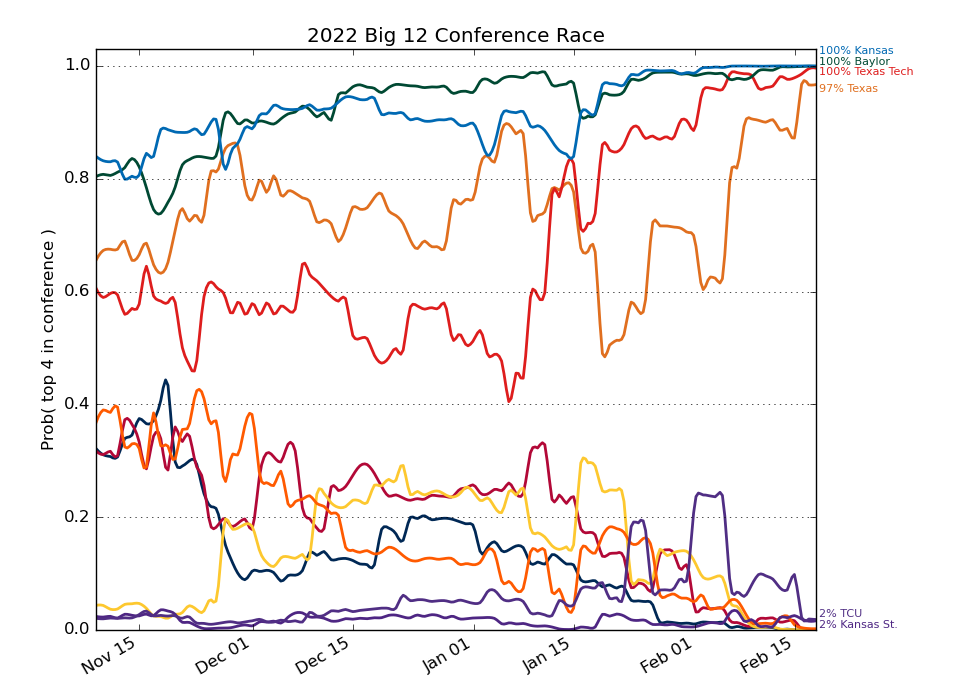 2022 Big 12 Conference Race
Prob( top 4 in conference )
1.0
0.8
0.6
0.4
0.2
0.0
Nov 15
Dec 01
Dec 15
Jan 01
Jan 15
Feb 01
Feb 15
100% Kansas
100% Baylor
100% Texas Tech
97% Texas
2% TCU
2% Kansas St.